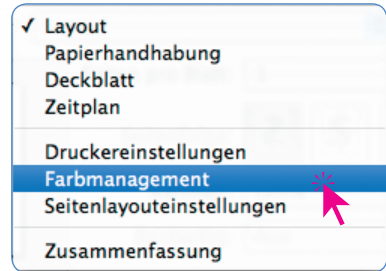 ✓ Layout
Papierhandhabung
Deckblatt
Zeitplan
Druckereinstellungen
Farbmanagement
Seitenlayouteinstellungen
Zusammenfassung